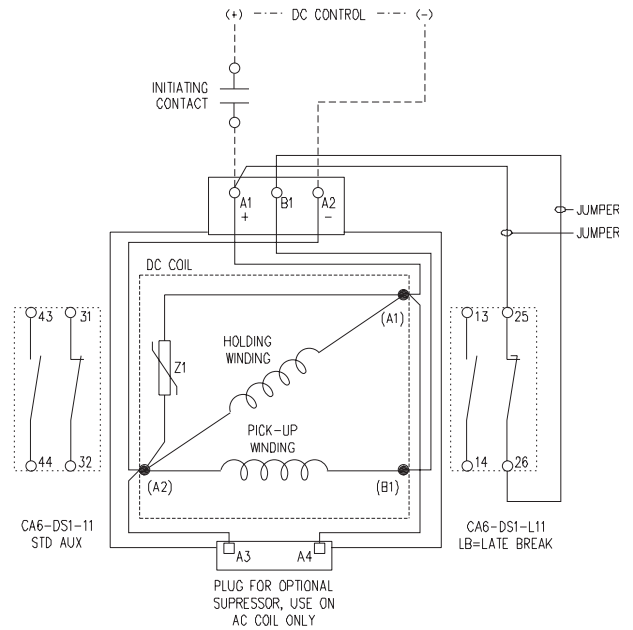 (+) DC CONTROL (-)
INITIATING
CONTACT
A1 B1 A2
+ -
JUMPER
JUMPER
DC COIL
43 31
(A1)
13 25
HOLDING
WINDING
Z1
PICK-UP
WINDING
44 32
(A2) (B1)
14 26
CA6-DS1-11
STD AUX
CA6-DS1-L11
LB=LATE BREAK
A3 A4
PLUG FOR OPTIONAL
SUPRESSOR, USE ON
AC COIL ONLY